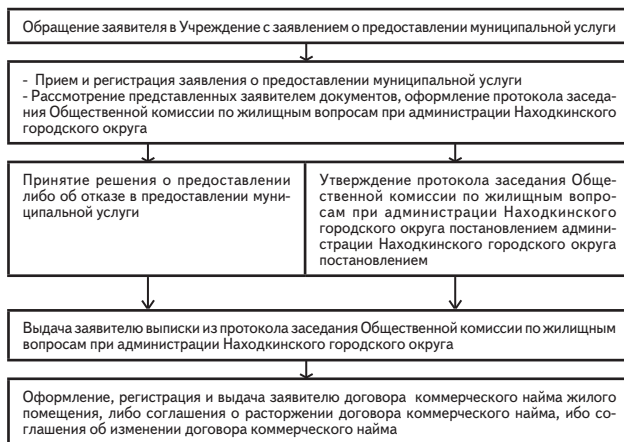 Обращение заявителя в Учреждение с заявлением о предоставлении муниципальной услуги
- Прием и регистрация заявления о предоставлении муниципальной услуги
- Рассмотрение представленных заявителем документов, оформление протокола заседа-
ния Общественной комиссии по жилищным вопросам при администрации Находкинского
городского округа
Принятие решения о предоставлении
либо об отказе в предоставлении муни-
ципальной услуги
Утверждение протокола заседания Обще-
ственной комиссии по жилищным вопро-
сам при администрации Находкинского
городского округа постановлением админи-
страции Находкинского городского округа
постановлением
Выдача заявителю выписки из протокола заседания Общественной комиссии по жилищным
вопросам при администрации Находкинского городского округа
Оформление, регистрация и выдача заявителю договора коммерческого найма жилого
помещения, либо соглашения о расторжении договора коммерческого найма, ибо со-
глашения об изменении договора коммерческого найма